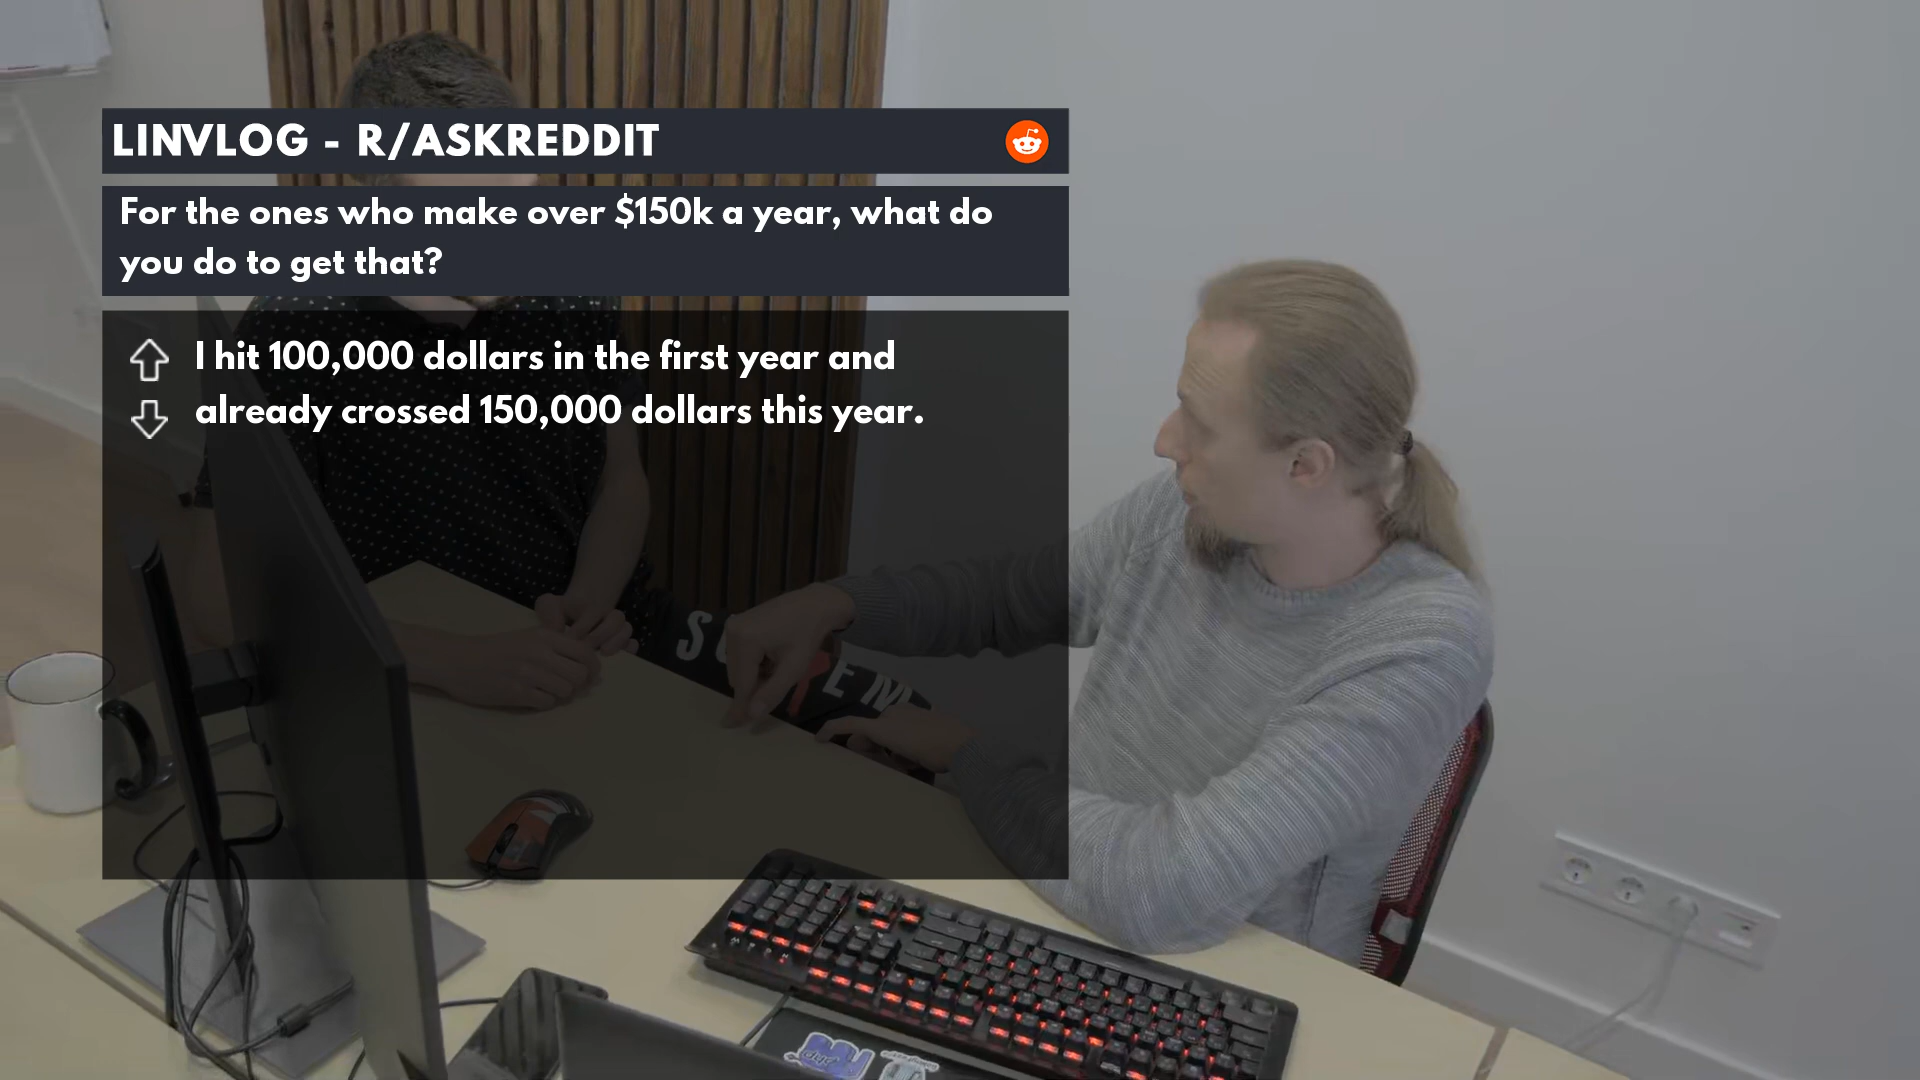 LINVLOG - R/ASKREDDIT
For the ones who make over $150k a year, what do
you do to get that?
I hit 100,000 dollars in the first year and
already crossed 150,000 dollars this year.